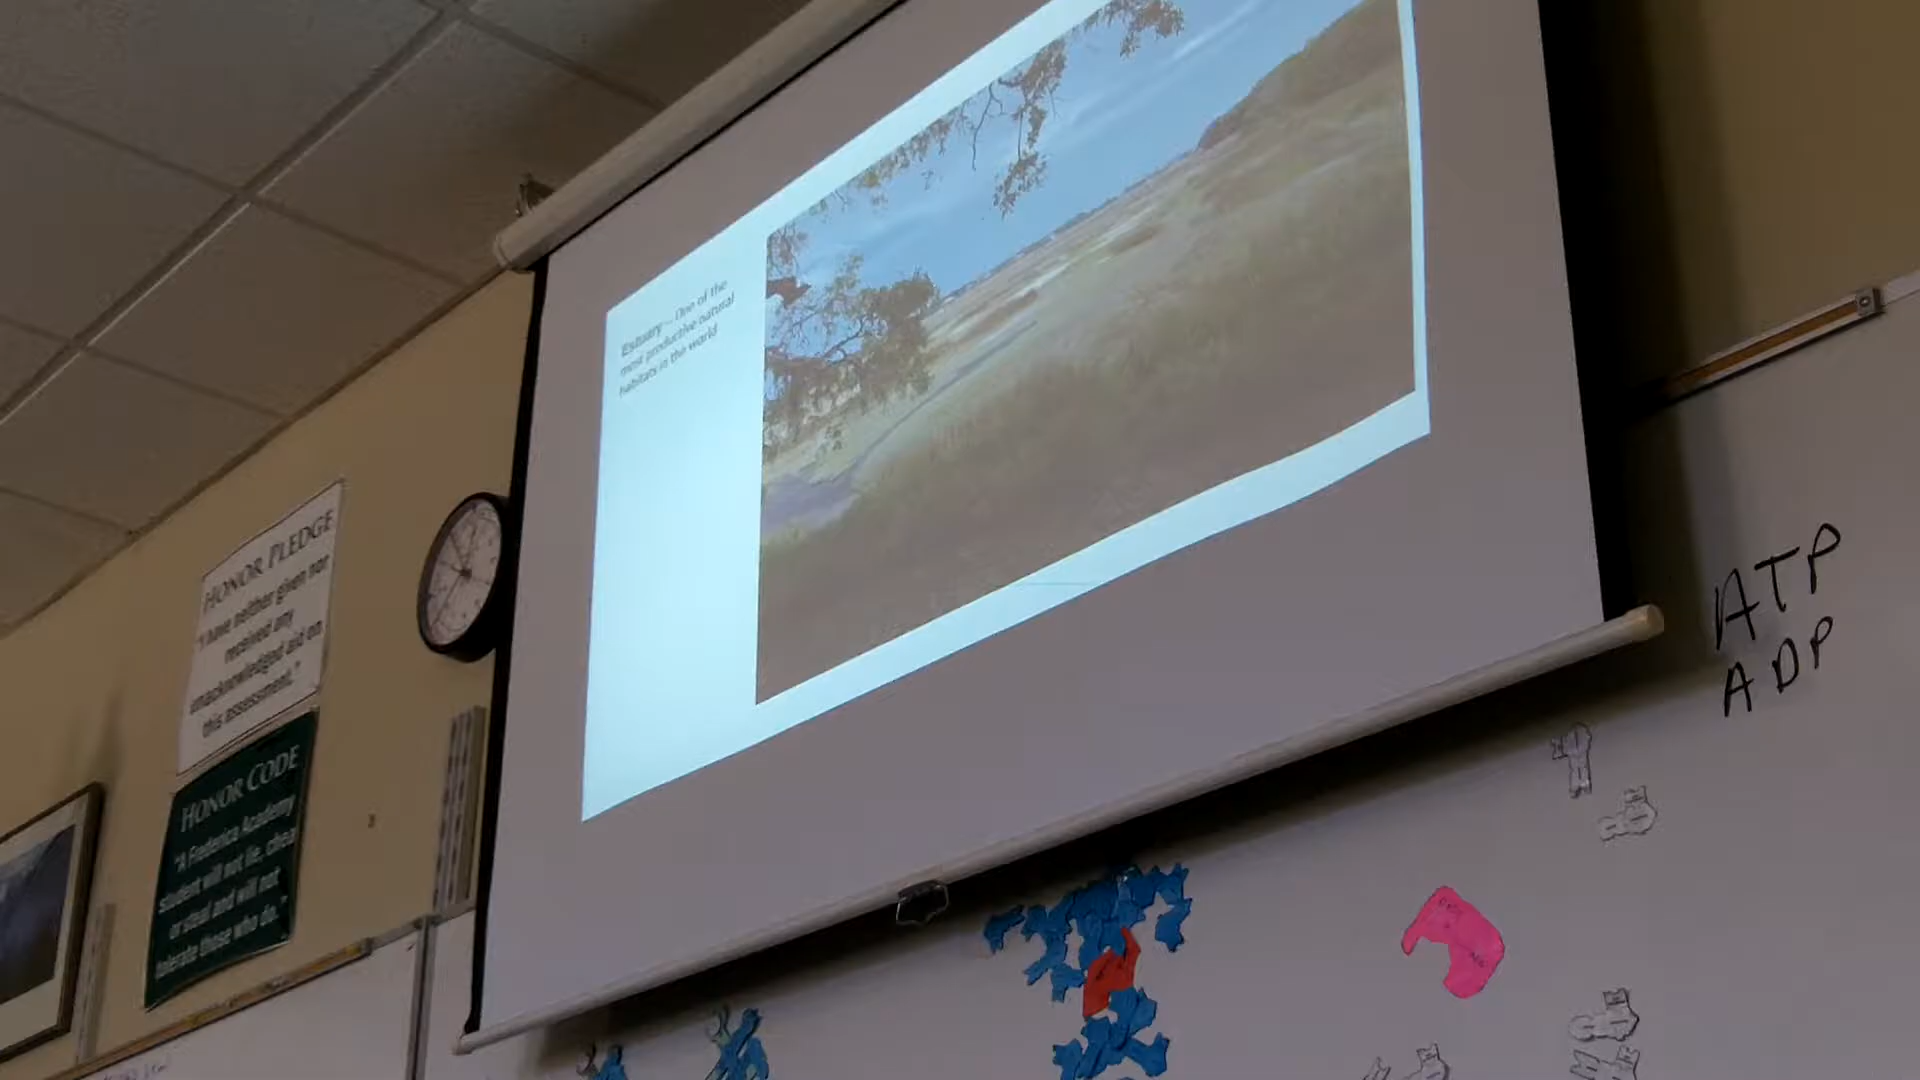 Estuary – One of the
most productive natural
habitats in the world
HONOR PLEDGE
"I have neither given nor
received any
unacknowledged aid on
this assessment."
HONOR CODE
"A Frederica Academy
student will not lie, chea
or steal and will not
tolerate those who do."
ATP
ADP